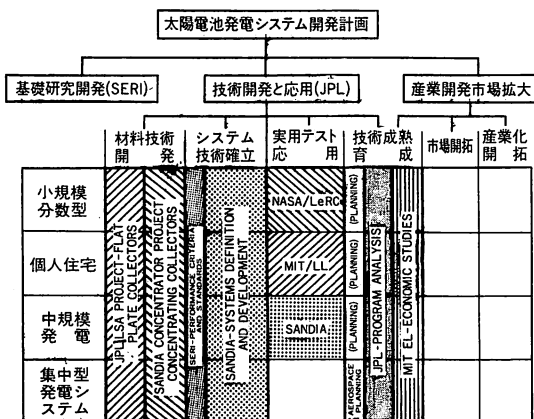 太陽電池発電システム開発計画
基礎研究開発(SERI)
技術開発と応用(JPL)
産業開発市場拡大
材料技術
開 発
システム
技術確立
実用テスト
応 用
技術成熟
育 成
市場開拓
産業化
開 拓
小規模
分数型
個人住宅
中規模
発 電
集中型
発電シ
ステム
JPL/LSA PROJECT-FLAT
PLATE COLLECTORS
SANDIA CONCENTRATOR PROJECT
CONCENTRATING COLLECTORS
SERI-PERFORMANCE CRITERIA
AND STANDARDS
SANDIA-SYSTEMS DEFINITION
AND DEVELOPMENT
NASA/LeRC
MIT/LL
SANDIA
(PLANNING)
(PLANNING)
(PLANNING)
AEROSPACE
PLANNING
JPL-PROGRAM ANALYSIS
MIT EL-ECONOMIC STUDIES